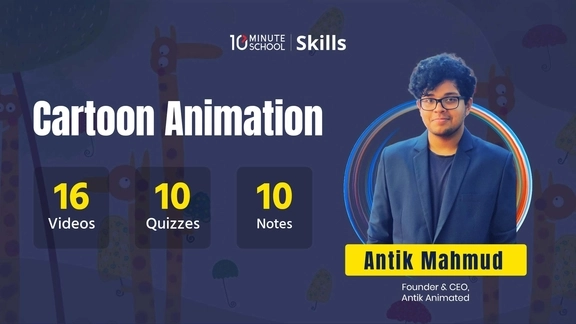 10 MINUTE SCHOOL | Skills
Cartoon Animation
16 Videos
10 Quizzes
10 Notes
Antik Mahmud
Founder & CEO,
Antik Animated